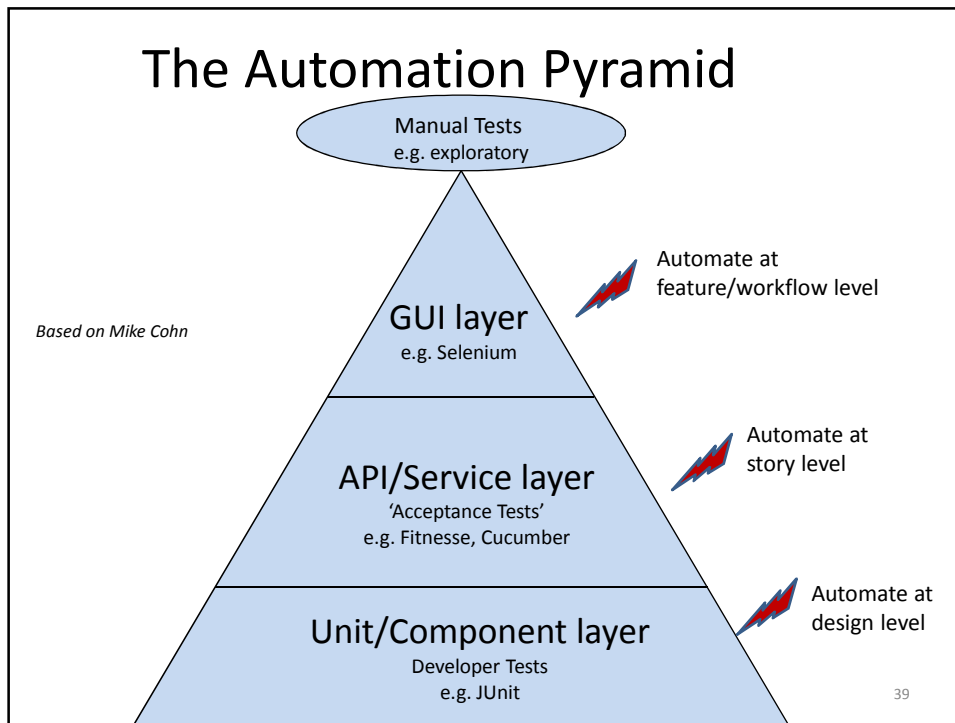 The Automation Pyramid
Manual Tests
e.g. exploratory
Automate at
feature/workflow level
GUI layer
e.g. Selenium
Based on Mike Cohn
Automate at
story level
API/Service layer
‘Acceptance Tests’
e.g. Fitnesse, Cucumber
Automate at
design level
Unit/Component layer
Developer Tests
e.g. JUnit
39